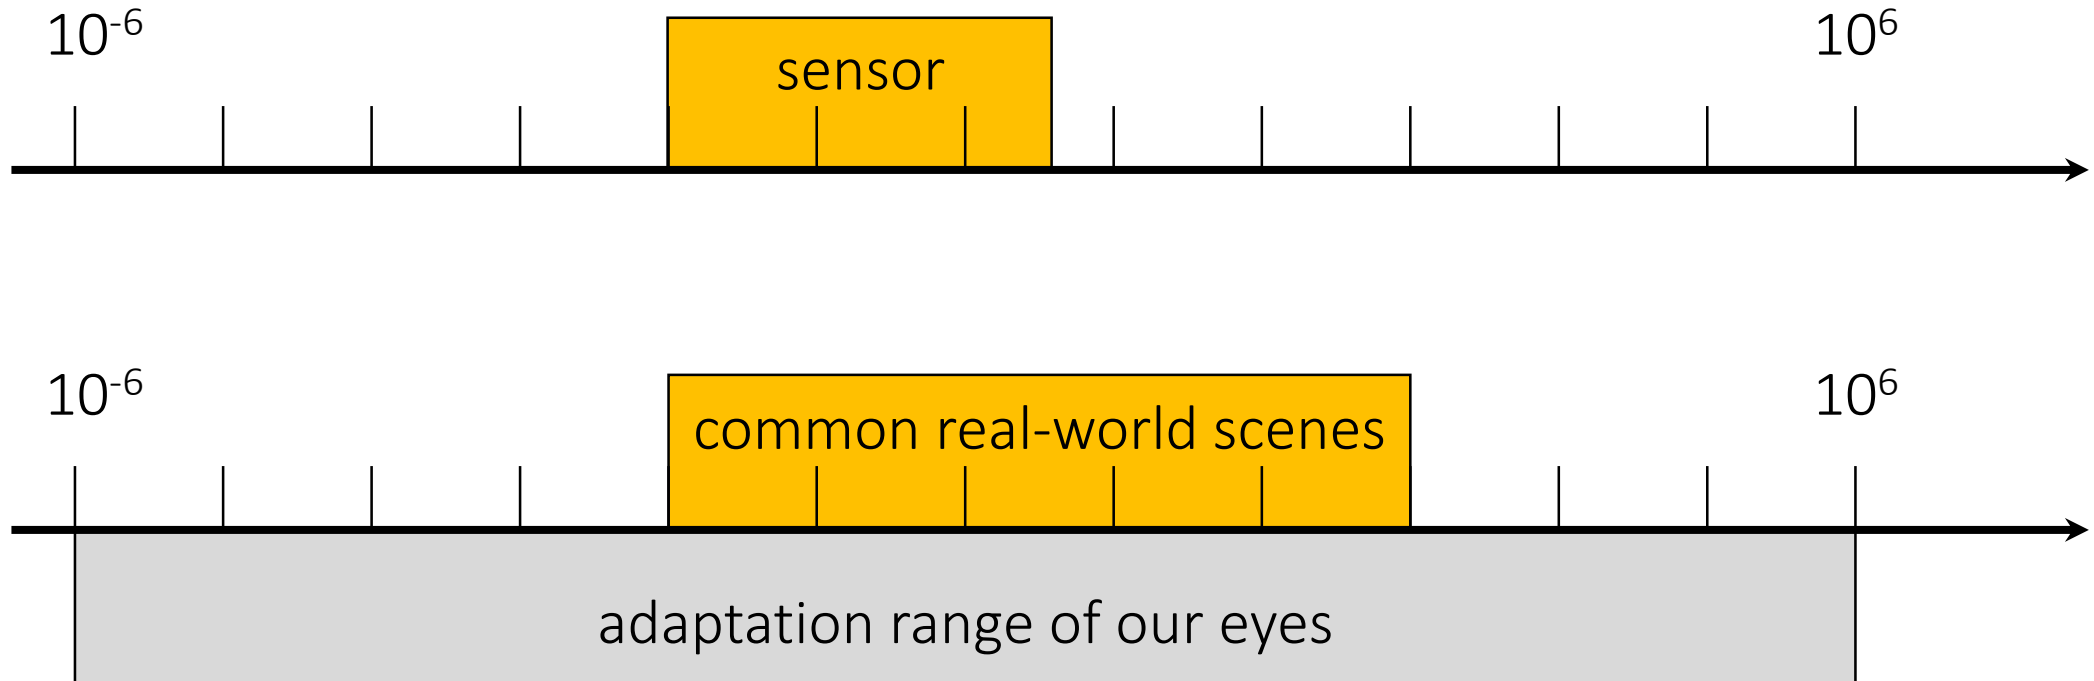 10⁻⁶
sensor
10⁶
10⁻⁶
common real-world scenes
10⁶
adaptation range of our eyes